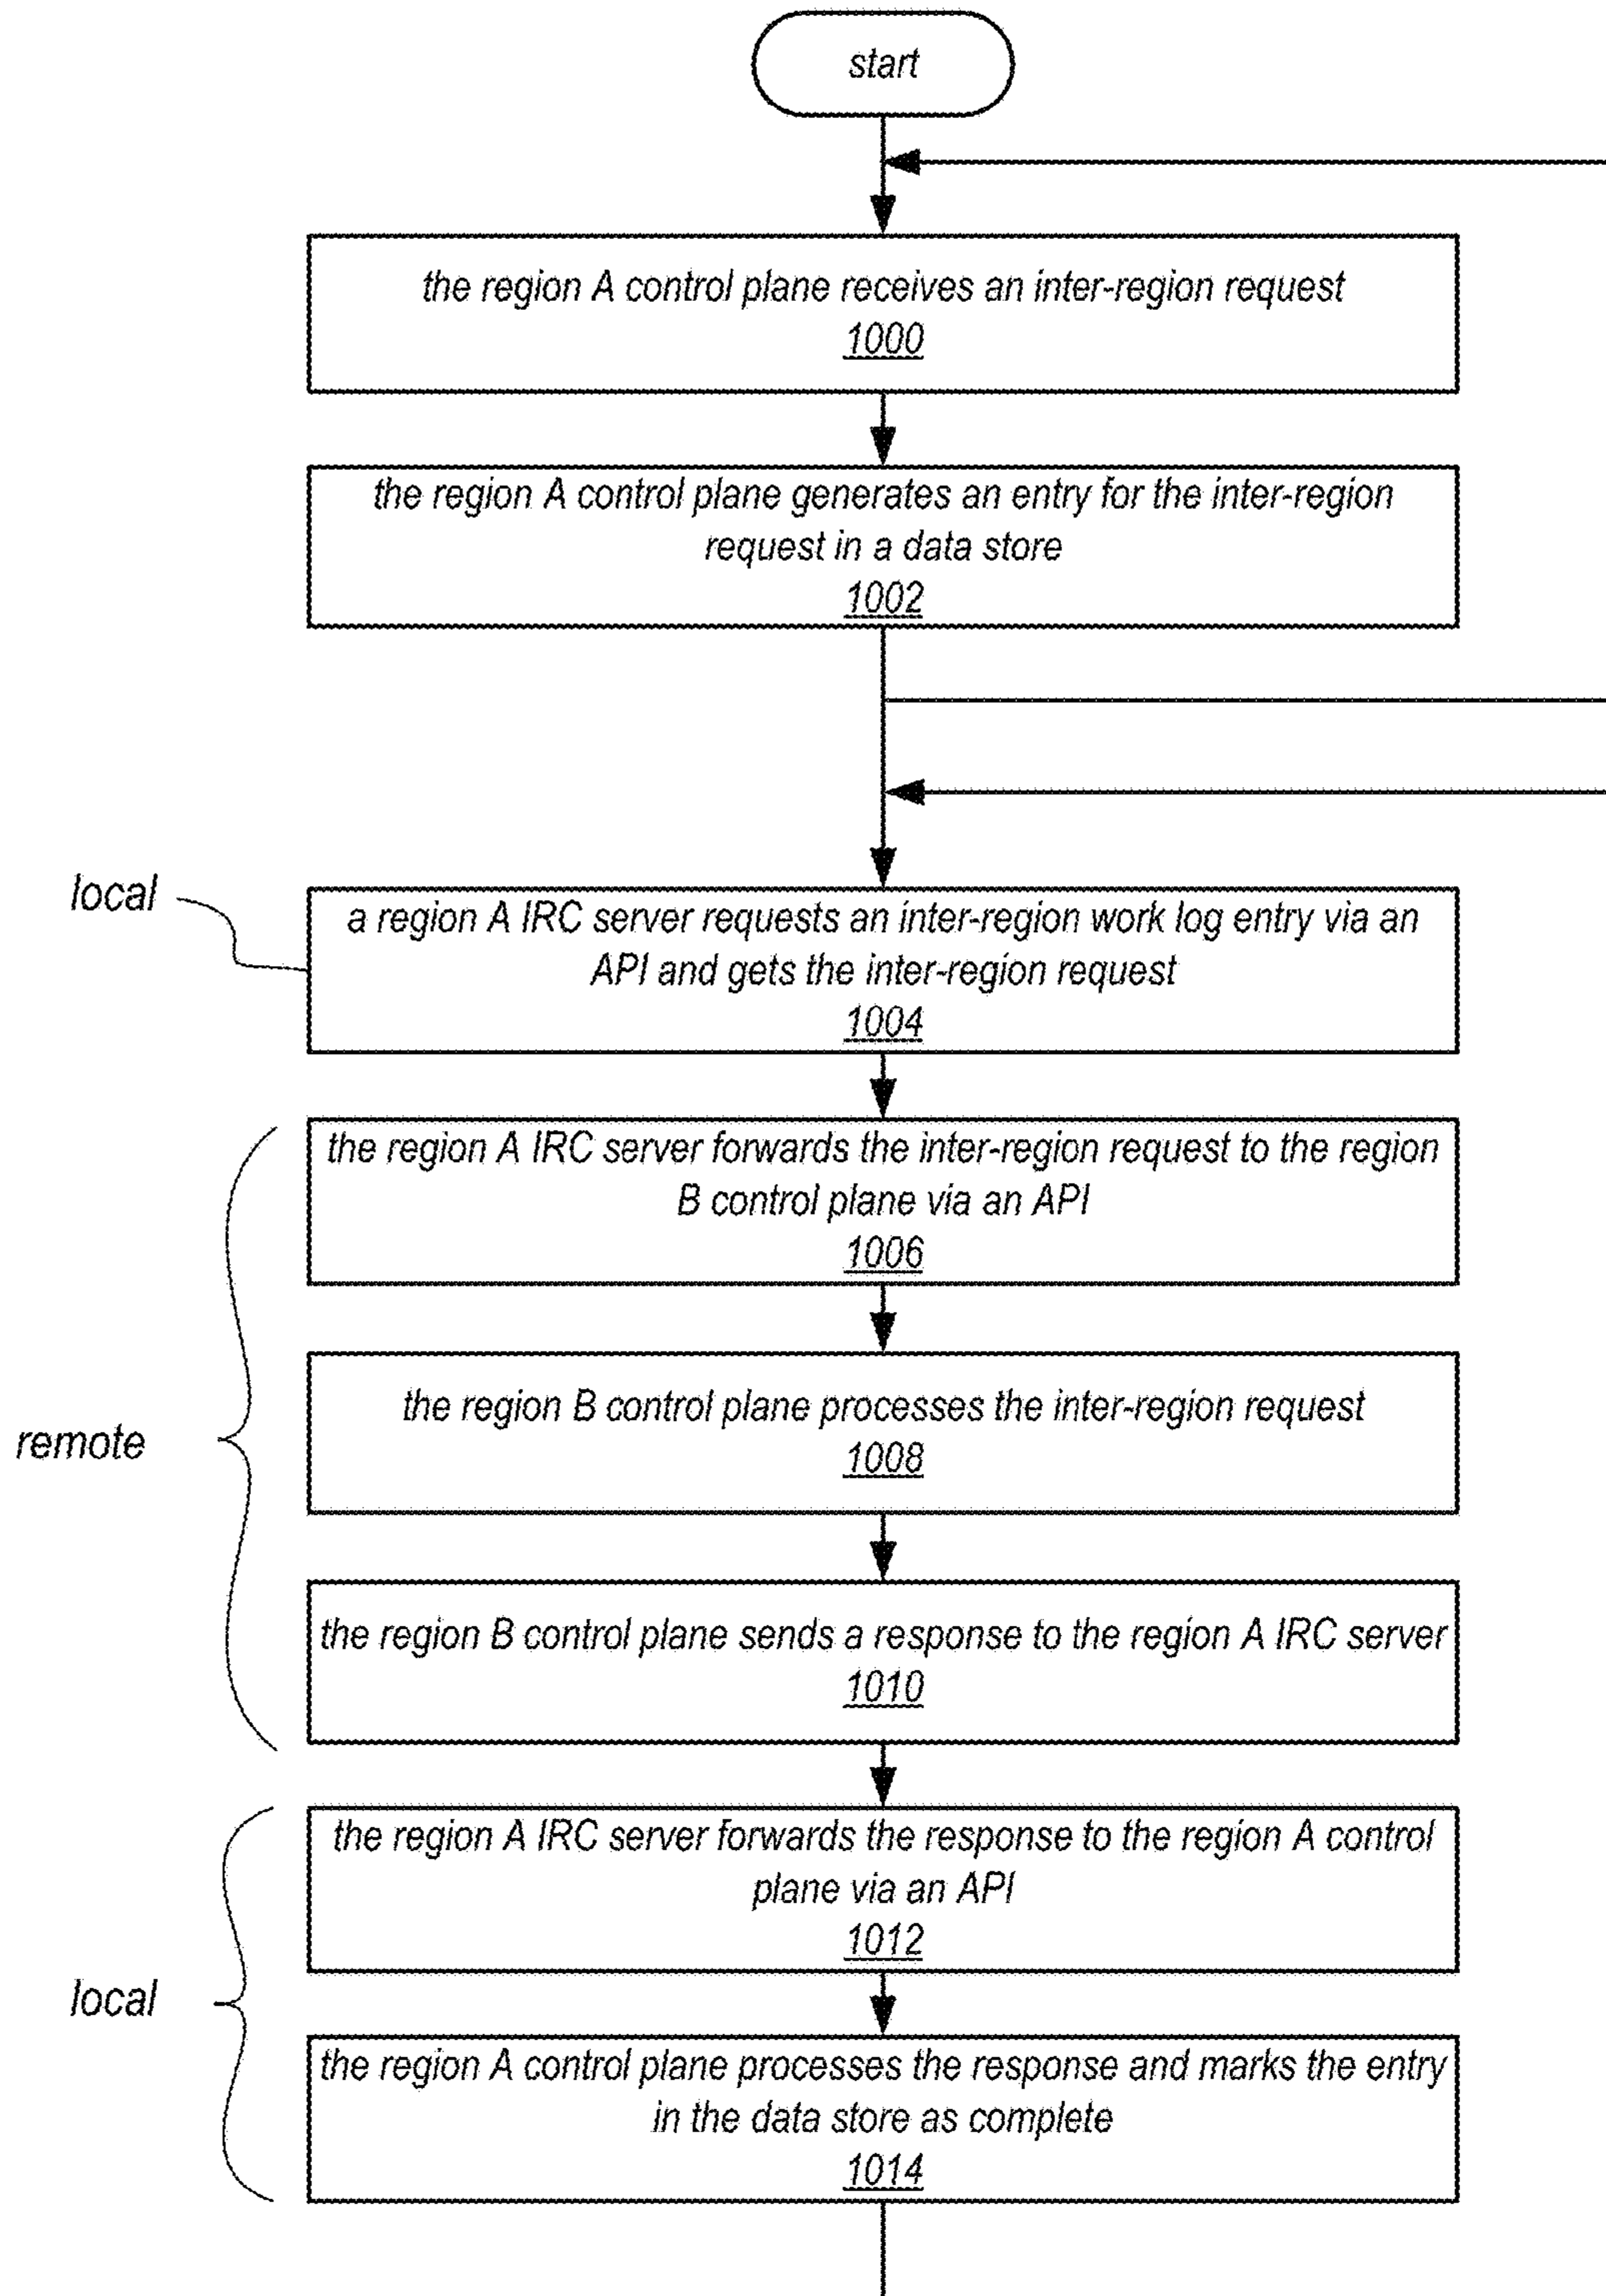 start
the region A control plane receives an inter-region request
1000
the region A control plane generates an entry for the inter-region
request in a data store
1002
local
a region A IRC server requests an inter-region work log entry via an
API and gets the inter-region request
1004
the region A IRC server forwards the inter-region request to the region
B control plane via an API
1006
remote
the region B control plane processes the inter-region request
1008
the region B control plane sends a response to the region A IRC server
1010
the region A IRC server forwards the response to the region A control
plane via an API
1012
local
the region A control plane processes the response and marks the entry
in the data store as complete
1014